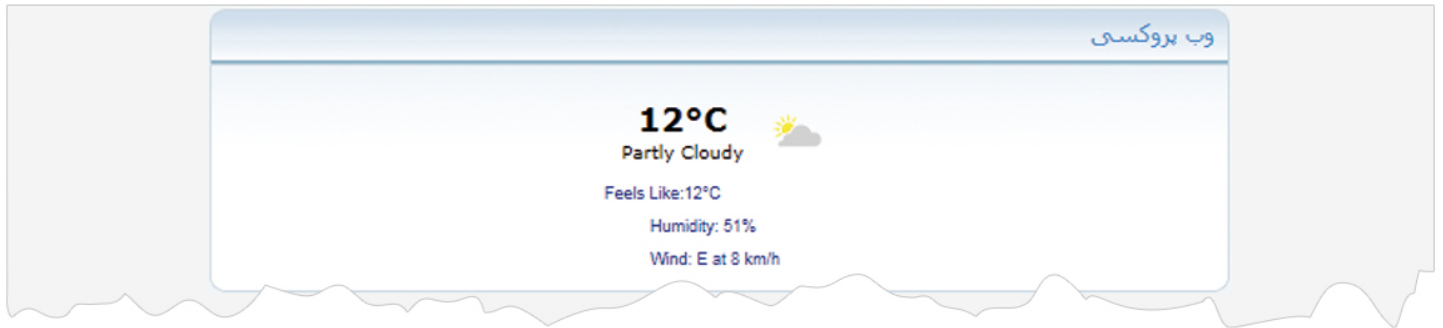 وب پروکسی
12°C
Partly Cloudy
Feels Like:12°C
Humidity: 51%
Wind: E at 8 km/h